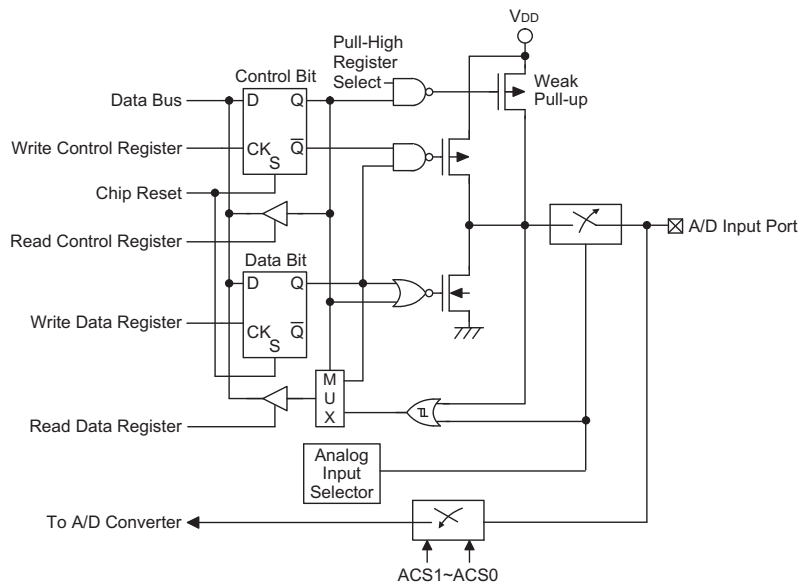 VDD
Pull-High
Register
Select
Weak
Pull-up
Control Bit
Data Bus
D
Q
Write Control Register
CK
Q̅
S
Chip Reset
Read Control Register
A/D Input Port
Data Bit
D
Q
Write Data Register
CK
Q̅
S
M
U
X
Read Data Register
Analog
Input
Selector
To A/D Converter
ACS1~ACS0